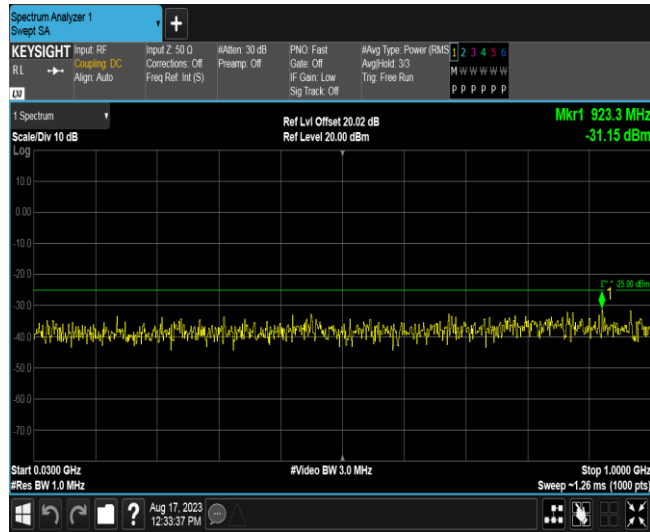 Spectrum Analyzer 1
Swept SA
KEYSIGHT
RL
LXI
Input: RF
Coupling: DC
Align: Auto
Input Z: 50 Ω
Corrections: Off
Freq Ref: Int (S)
#Atten: 30 dB
Preamp: Off
PNO: Fast
Gate: Off
IF Gain: Low
Sig Track: Off
#Avg Type: Power (RMS
Avg|Hold: 3/3
Trig: Free Run
1 2 3 4 5 6
M W W W W W
P P P P P P
1 Spectrum
Scale/Div 10 dB
Log
Ref Lvl Offset 20.02 dB
Ref Level 20.00 dBm
Mkr1 923.3 MHz
-31.15 dBm
10.0
0.00
-10.0
-20.0
-25.00 dBm
1
-30.0
-40.0
-50.0
-60.0
-70.0
Start 0.0300 GHz
#Video BW 3.0 MHz
Stop 1.0000 GHz
#Res BW 1.0 MHz
Sweep ~1.26 ms (1000 pts)
?
Aug 17, 2023
12:33:37 PM